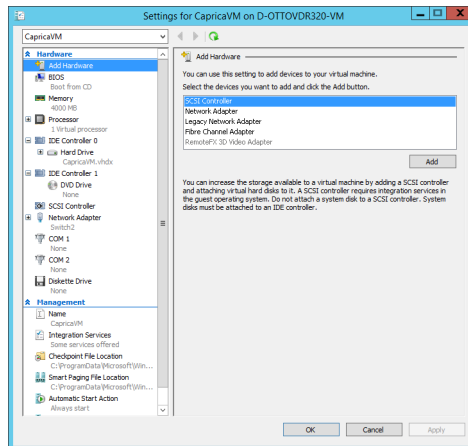 Settings for CapricaVM on D-OTTOVDR320-VM
CapricaVM
Hardware
Add Hardware
BIOS
Boot from CD
Memory
4000 MB
Processor
1 Virtual processor
IDE Controller 0
Hard Drive
CapricaVM.vhdx
IDE Controller 1
DVD Drive
None
SCSI Controller
Network Adapter
Switch2
COM 1
None
COM 2
None
Diskette Drive
None
Management
Name
CapricaVM
Integration Services
Some services offered
Checkpoint File Location
C:\ProgramData\Microsoft\Win...
Smart Paging File Location
C:\ProgramData\Microsoft\Win...
Automatic Start Action
Always start
Add Hardware
You can use this setting to add devices to your virtual machine.
Select the devices you want to add and click the Add button.
SCSI Controller
Network Adapter
Legacy Network Adapter
Fibre Channel Adapter
RemoteFX 3D Video Adapter
Add
You can increase the storage available to a virtual machine by adding a SCSI controller
and attaching virtual hard disks to it. A SCSI controller requires integration services in
the guest operating system. Do not attach a system disk to a SCSI controller. System
disks must be attached to an IDE controller.
OK Cancel Apply